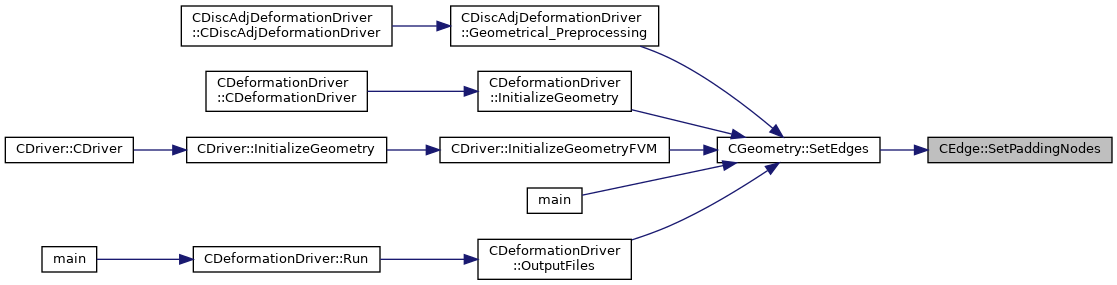 CDiscAdjDeformationDriver
::CDiscAdjDeformationDriver
CDiscAdjDeformationDriver
::Geometrical_Preprocessing
CDeformationDriver
::CDeformationDriver
CDeformationDriver
::InitializeGeometry
CDriver::CDriver
CDriver::InitializeGeometry
CDriver::InitializeGeometryFVM
CGeometry::SetEdges
CEdge::SetPaddingNodes
main
main
CDeformationDriver::Run
CDeformationDriver
::OutputFiles